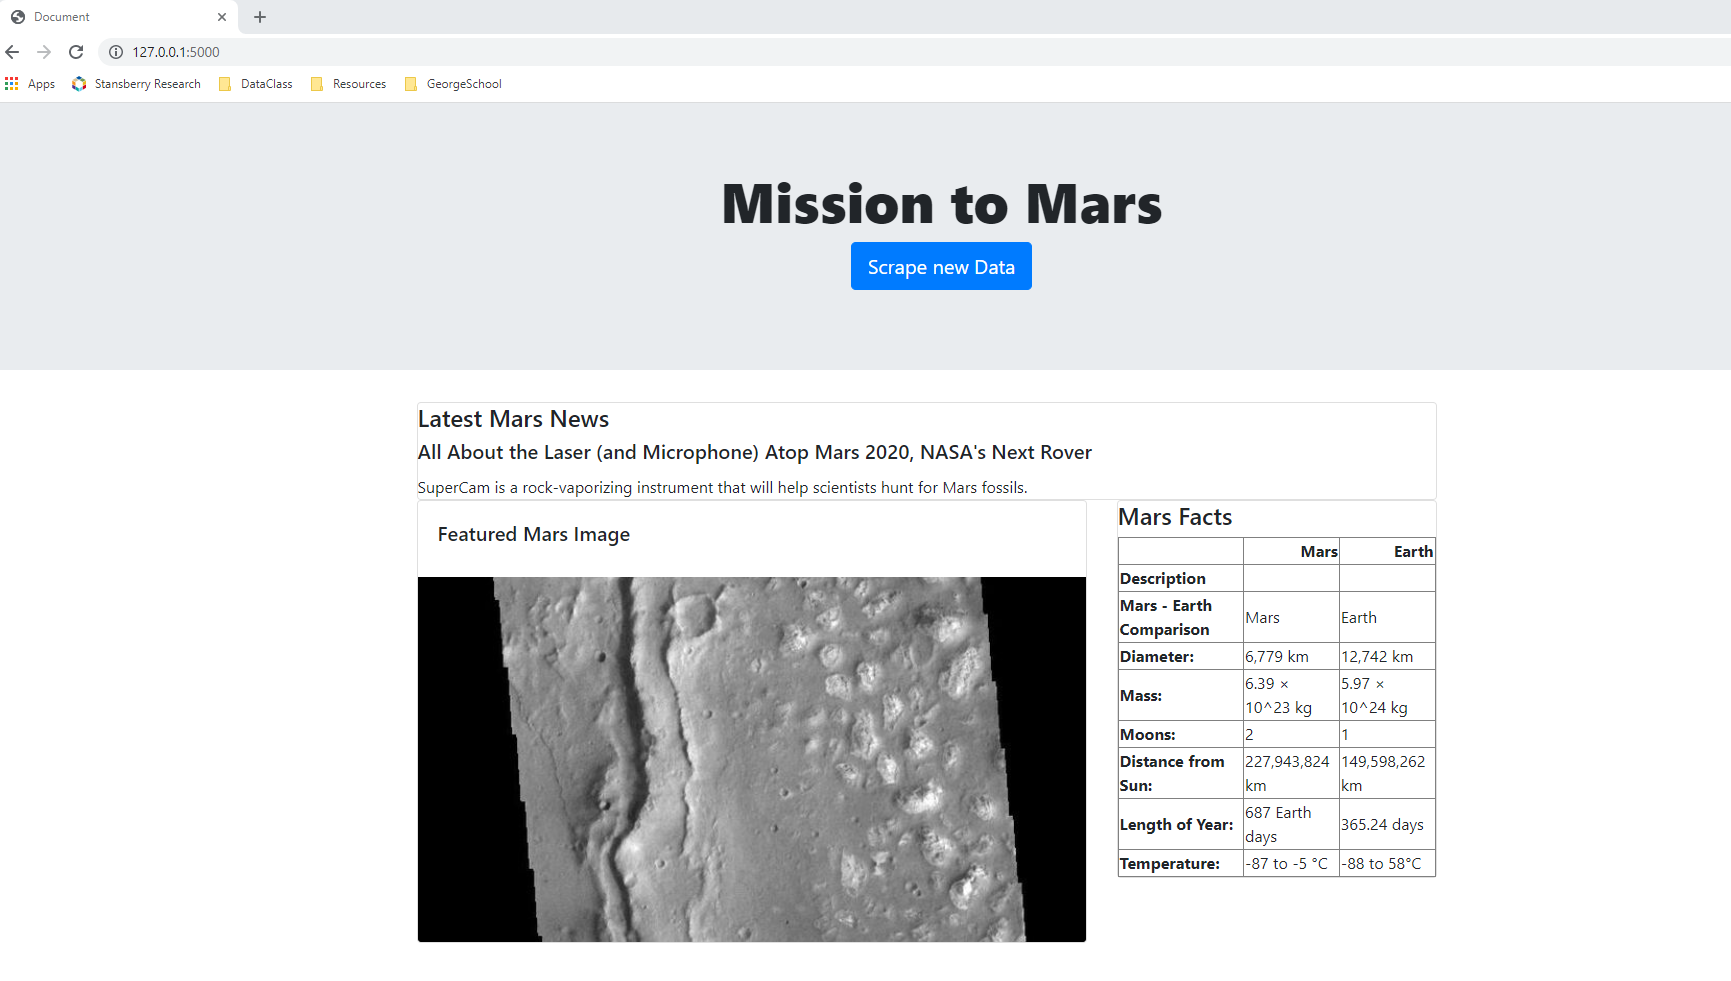 Document
127.0.0.1:5000
Apps Stansberry Research DataClass Resources GeorgeSchool
Mission to Mars
Scrape new Data
Latest Mars News
All About the Laser (and Microphone) Atop Mars 2020, NASA's Next Rover
SuperCam is a rock-vaporizing instrument that will help scientists hunt for Mars fossils.
Featured Mars Image
Mars Facts
Mars Earth
Description
Mars - Earth
Comparison
Mars Earth
Diameter: 6,779 km 12,742 km
Mass:
6.39 ×
10^23 kg
5.97 ×
10^24 kg
Moons: 2 1
Distance from
Sun:
227,943,824
km
149,598,262
km
Length of Year:
687 Earth
days
365.24 days
Temperature: -87 to -5 °C -88 to 58°C